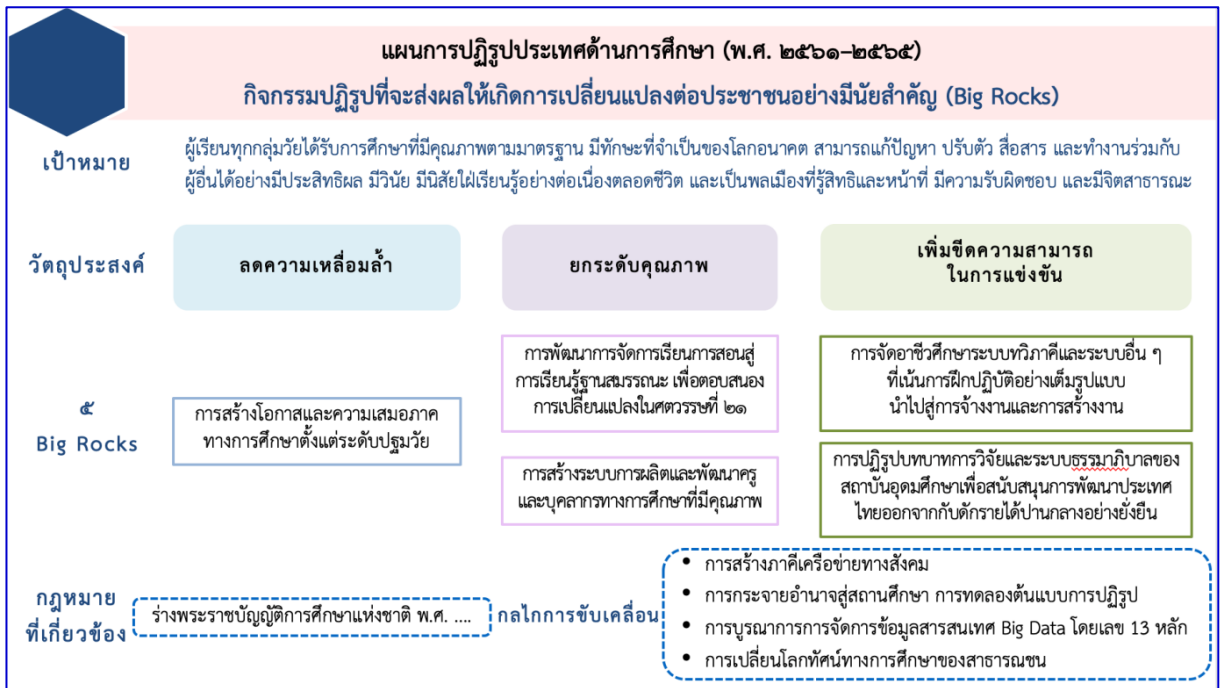 แผนการปฏิรูปประเทศด้านการศึกษา (พ.ศ. ๒๕๖๑–๒๕๖๕)
กิจกรรมปฏิรูปที่จะส่งผลให้เกิดการเปลี่ยนแปลงต่อประชาชนอย่างมีนัยสำคัญ (Big Rocks)
เป้าหมาย
ผู้เรียนทุกกลุ่มวัยได้รับการศึกษาที่มีคุณภาพตามมาตรฐาน มีทักษะที่จำเป็นของโลกอนาคต สามารถแก้ปัญหา ปรับตัว สื่อสาร และทำงานร่วมกับ
ผู้อื่นได้อย่างมีประสิทธิผล มีวินัย มีนิสัยใฝ่เรียนรู้อย่างต่อเนื่องตลอดชีวิต และเป็นพลเมืองที่รู้สิทธิและหน้าที่ มีความรับผิดชอบ และมีจิตสาธารณะ
วัตถุประสงค์
ลดความเหลื่อมล้ำ
ยกระดับคุณภาพ
เพิ่มขีดความสามารถ
ในการแข่งขัน
๕
Big Rocks
การสร้างโอกาสและความเสมอภาค
ทางการศึกษาตั้งแต่ระดับปฐมวัย
การพัฒนาการจัดการเรียนการสอนสู่
การเรียนรู้ฐานสมรรถนะ เพื่อตอบสนอง
การเปลี่ยนแปลงในศตวรรษที่ ๒๑
การสร้างระบบการผลิตและพัฒนาครู
และบุคลากรทางการศึกษาที่มีคุณภาพ
การจัดอาชีวศึกษาระบบทวิภาคีและระบบอื่น ๆ
ที่เน้นการฝึกปฏิบัติอย่างเต็มรูปแบบ
นำไปสู่การจ้างงานและการสร้างงาน
การปฏิรูปบทบาทการวิจัยและระบบธรรมาภิบาลของ
สถาบันอุดมศึกษาเพื่อสนับสนุนการพัฒนาประเทศ
ไทยออกจากกับดักรายได้ปานกลางอย่างยั่งยืน
กฎหมาย
ที่เกี่ยวข้อง
ร่างพระราชบัญญัติการศึกษาแห่งชาติ พ.ศ. ....
กลไกการขับเคลื่อน
• การสร้างภาคีเครือข่ายทางสังคม
• การกระจายอำนาจสู่สถานศึกษา การทดลองต้นแบบการปฏิรูป
• การบูรณาการการจัดการข้อมูลสารสนเทศ Big Data โดยเลข 13 หลัก
• การเปลี่ยนโลกทัศน์ทางการศึกษาของสาธารณชน